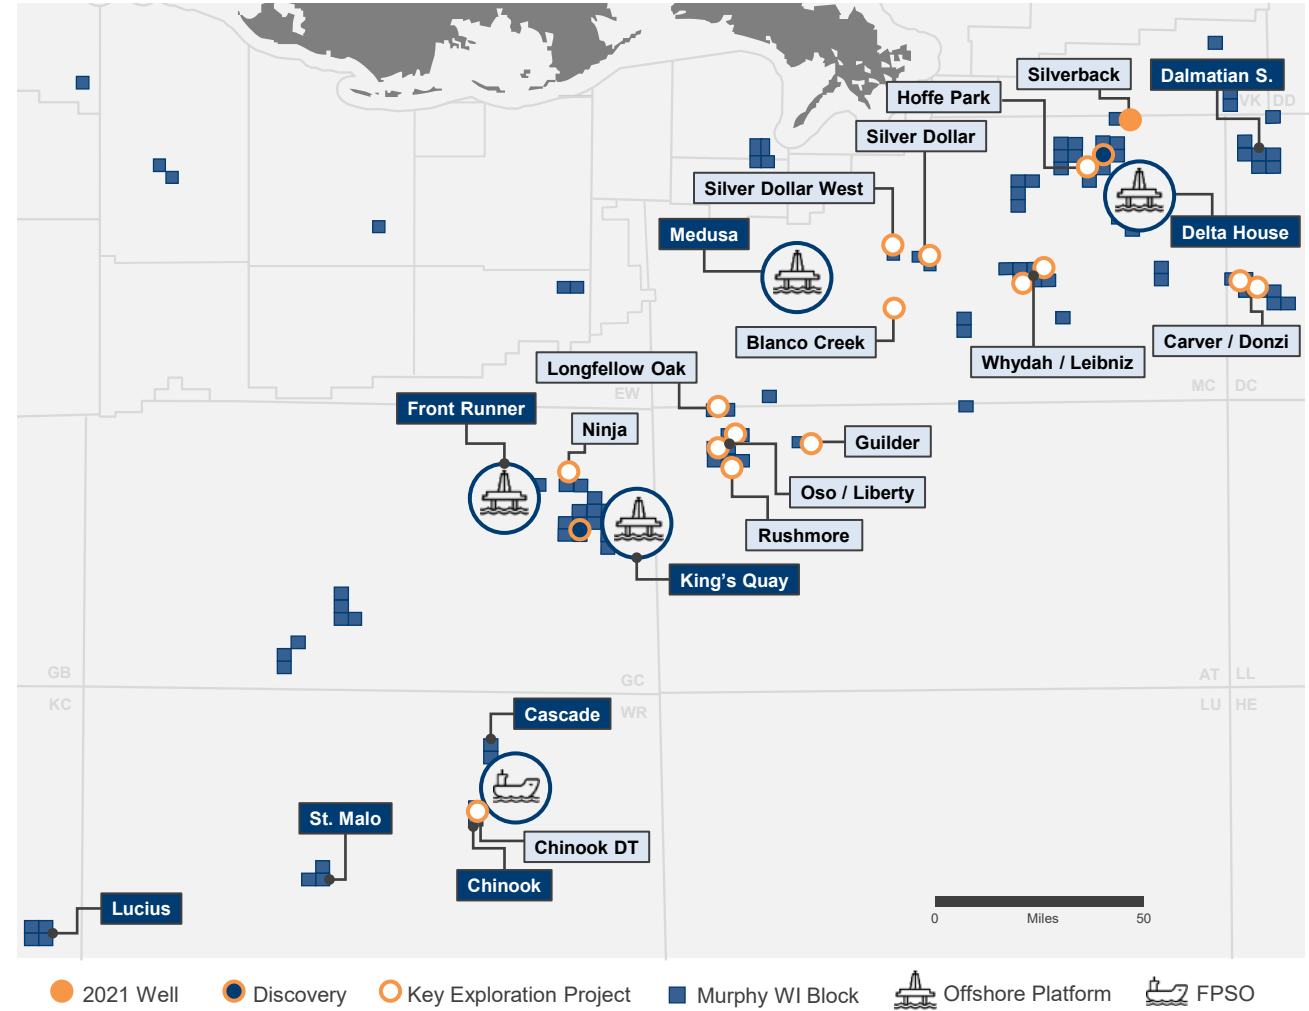 Silverback
Dalmatian S.
Hoffe Park
VK
DD
Silver Dollar
Silver Dollar West
Medusa
Delta House
Blanco Creek
Carver / Donzi
Whydah / Leibniz
Longfellow Oak
MC
DC
EW
Front Runner
Ninja
Guilder
Oso / Liberty
Rushmore
King's Quay
GB
GC
AT
LL
KC
WR
LU
HE
Cascade
St. Malo
Chinook DT
Chinook
Lucius
0
Miles
50
2021 Well
Discovery
Key Exploration Project
Murphy WI Block
Offshore Platform
FPSO